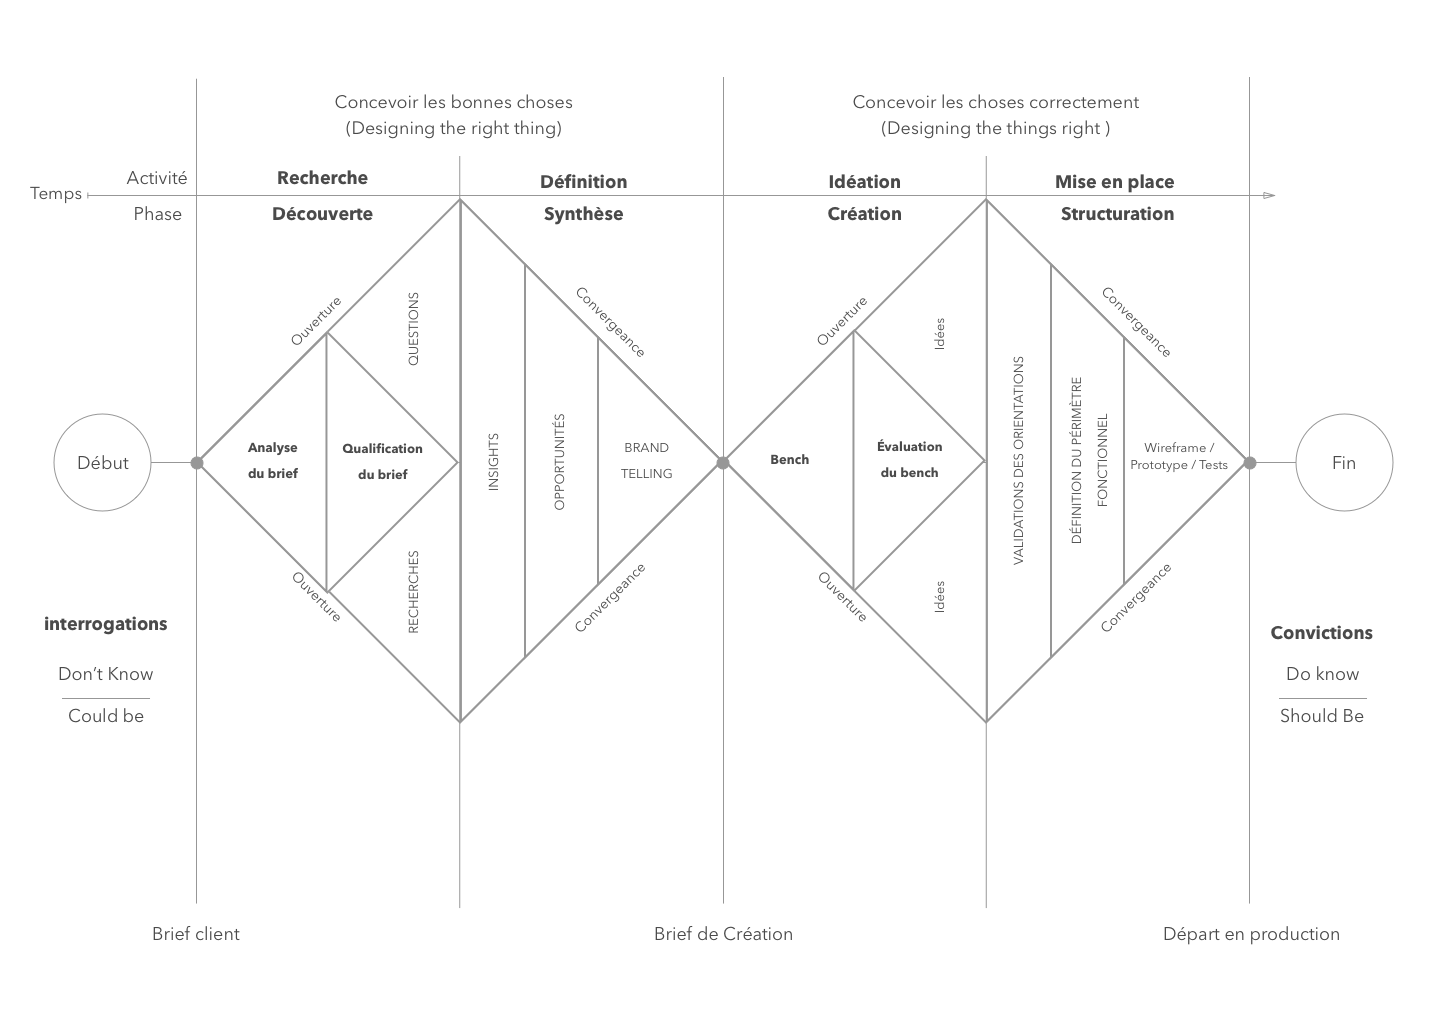 Concevoir les bonnes choses
(Designing the right thing)
Concevoir les choses correctement
(Designing the things right )
Temps
Activité
Phase
Recherche
Découverte
Définition
Synthèse
Idéation
Création
Mise en place
Structuration
Ouverture
Ouverture
QUESTIONS
RECHERCHES
Convergeance
Convergeance
Début
Analyse
du brief
Qualification
du brief
INSIGHTS
OPPORTUNITÉS
BRAND
TELLING
Ouverture
Ouverture
Bench
Évaluation
du bench
Idées
Idées
VALIDATIONS DES ORIENTATIONS
DÉFINITION DU PÉRIMÈTRE
FONCTIONNEL
Convergeance
Convergeance
Wireframe /
Prototype / Tests
Fin
interrogations
Don’t Know
Could be
Convictions
Do know
Should Be
Brief client
Brief de Création
Départ en production